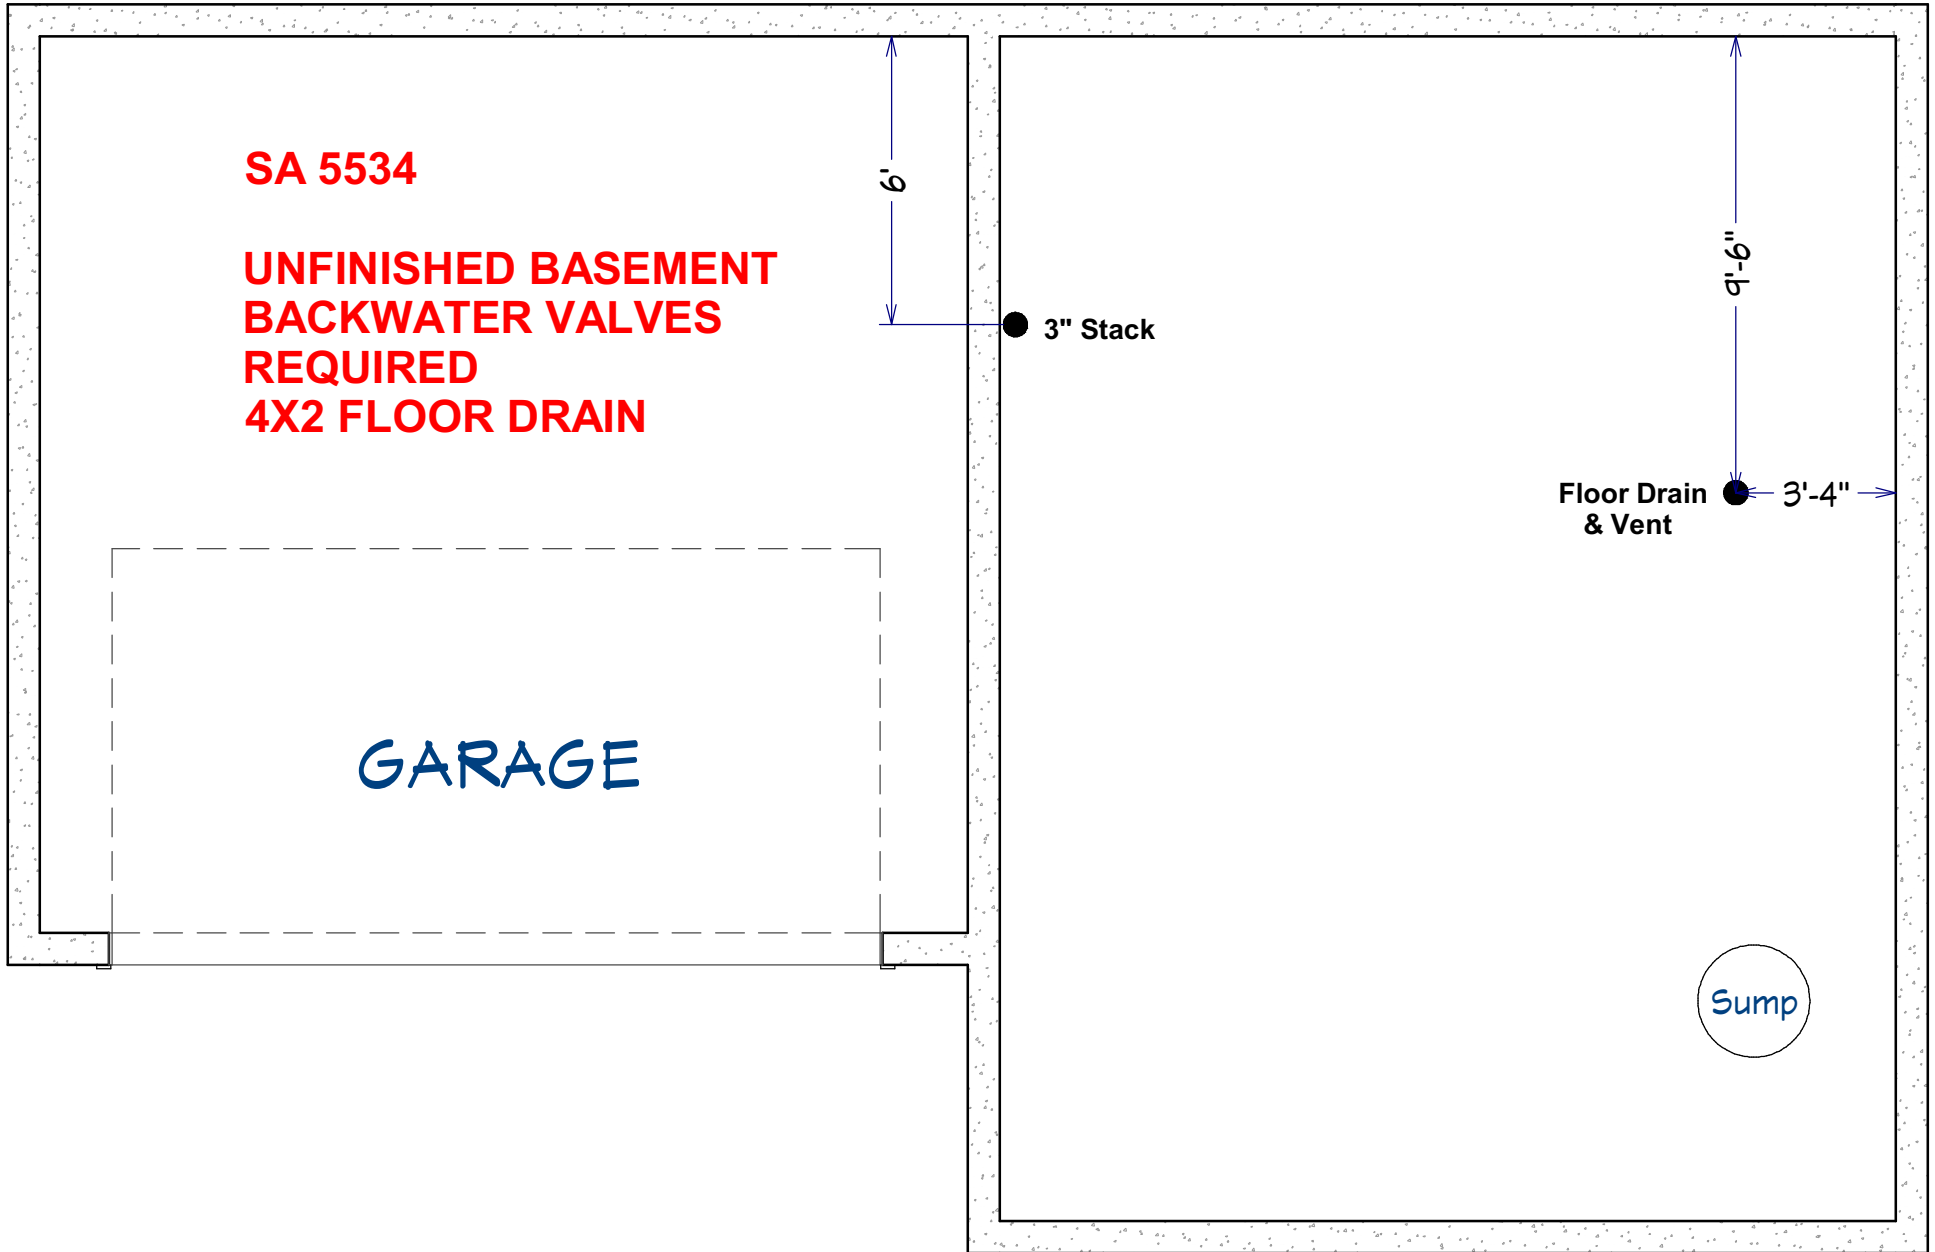 SA 5534
UNFINISHED BASEMENT
BACKWATER VALVES
REQUIRED
4X2 FLOOR DRAIN
6'
3" Stack
9'-6"
Floor Drain
& Vent
3'-4"
GARAGE
Sump